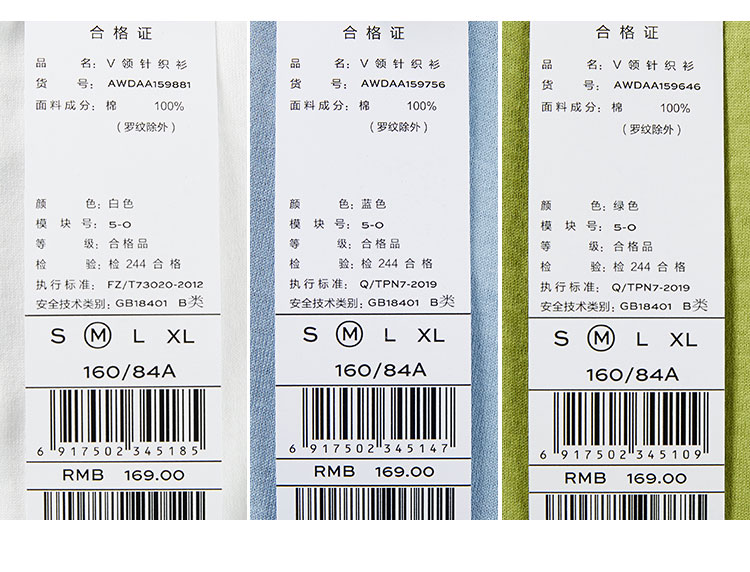 合格证
品 名：V 领针织衫
货 号：AWDAA159881
面料成分：棉 100%
（罗纹除外）
颜 色：白色
模 块 号：5-0
等 级：合格品
检 验：检 244 合格
执行标准：FZ/T73020-2012
安全技术类别：GB18401 B类
S M L XL
160/84A
6 917502 345185
RMB 169.00
合格证
品 名：V 领针织衫
货 号：AWDAA159756
面料成分：棉 100%
（罗纹除外）
颜 色：蓝色
模 块 号：5-0
等 级：合格品
检 验：检 244 合格
执行标准：Q/TPN7-2019
安全技术类别：GB18401 B类
S M L XL
160/84A
6 917502 345147
RMB 169.00
合格证
品 名：V 领针织衫
货 号：AWDAA159646
面料成分：棉 100%
（罗纹除外）
颜 色：绿色
模 块 号：5-0
等 级：合格品
检 验：检 244 合格
执行标准：Q/TPN7-2019
安全技术类别：GB18401 B类
S M L XL
160/84A
6 917502 345109
RMB 169.00